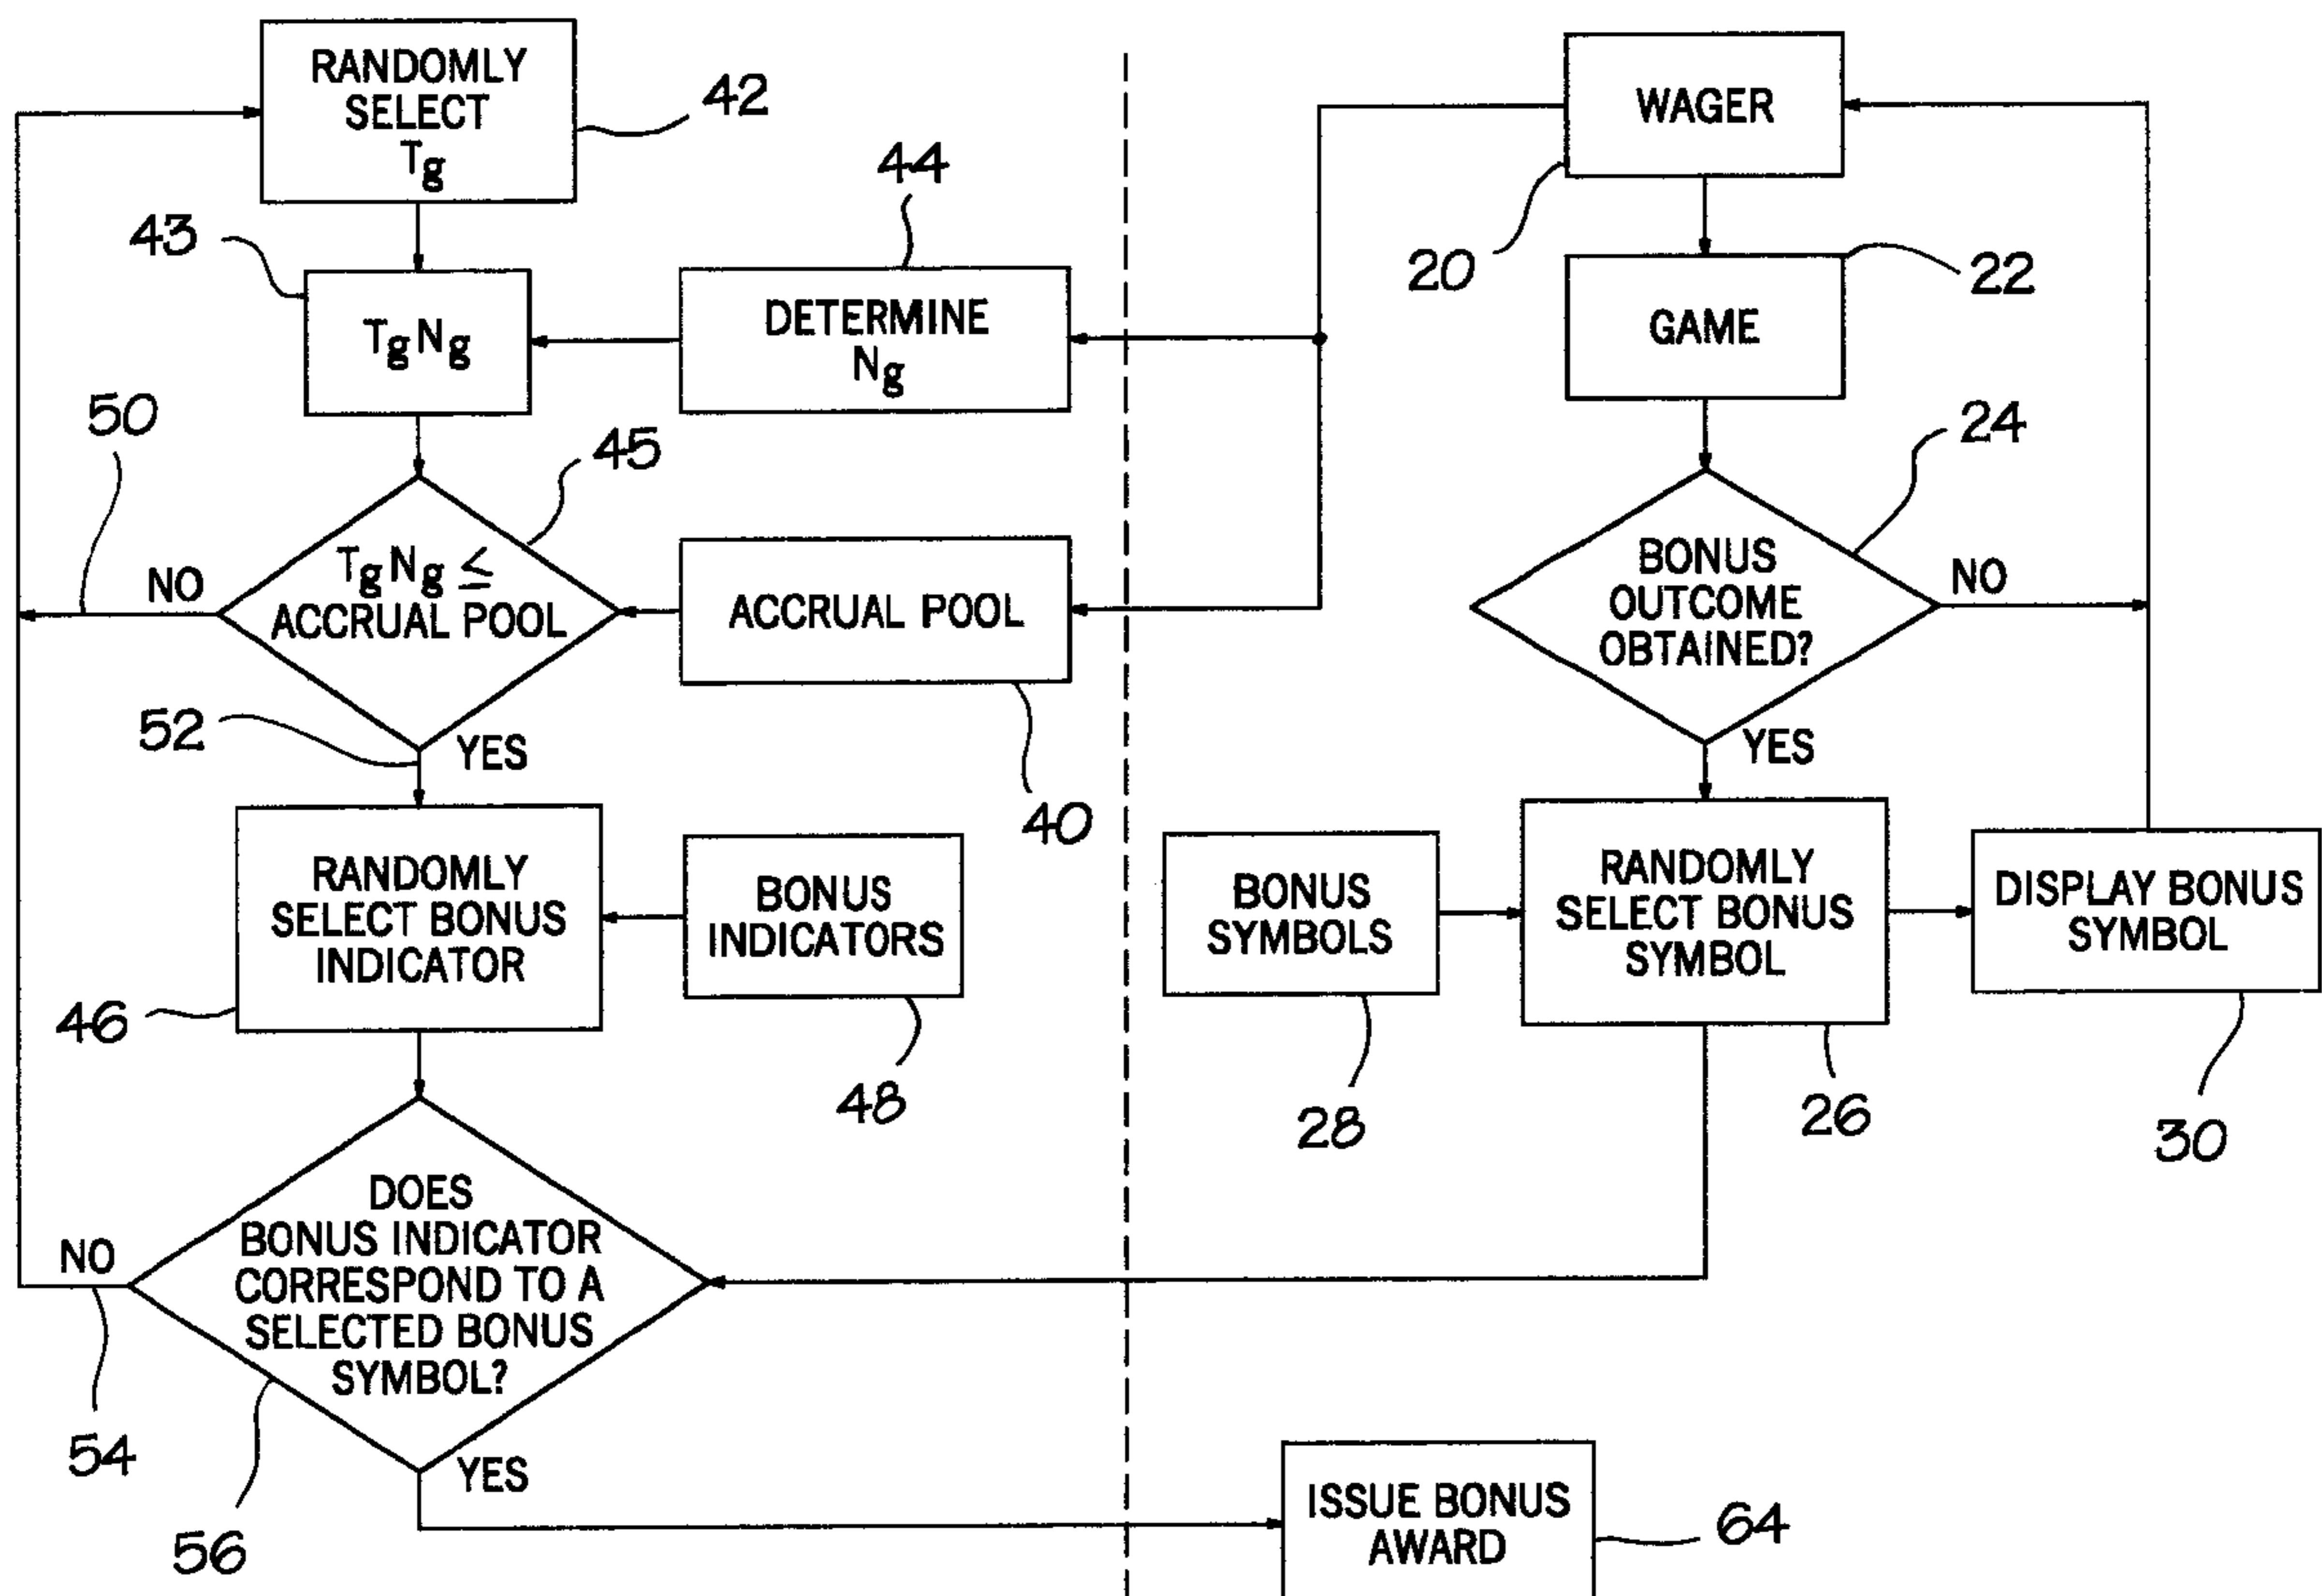 RANDOMLY
SELECT
Tg
42
43
TgNg
44
DETERMINE
Ng
50
45
NO
TgNg ≤
ACCRUAL POOL
ACCRUAL POOL
52
YES
40
RANDOMLY
SELECT BONUS
INDICATOR
46
BONUS
INDICATORS
48
DOES
BONUS INDICATOR
CORRESPOND TO A
SELECTED BONUS
SYMBOL?
NO
54
56
YES
WAGER
20
GAME
22
24
BONUS
OUTCOME
OBTAINED?
NO
YES
BONUS
SYMBOLS
28
RANDOMLY
SELECT BONUS
SYMBOL
26
DISPLAY BONUS
SYMBOL
30
ISSUE BONUS
AWARD
64